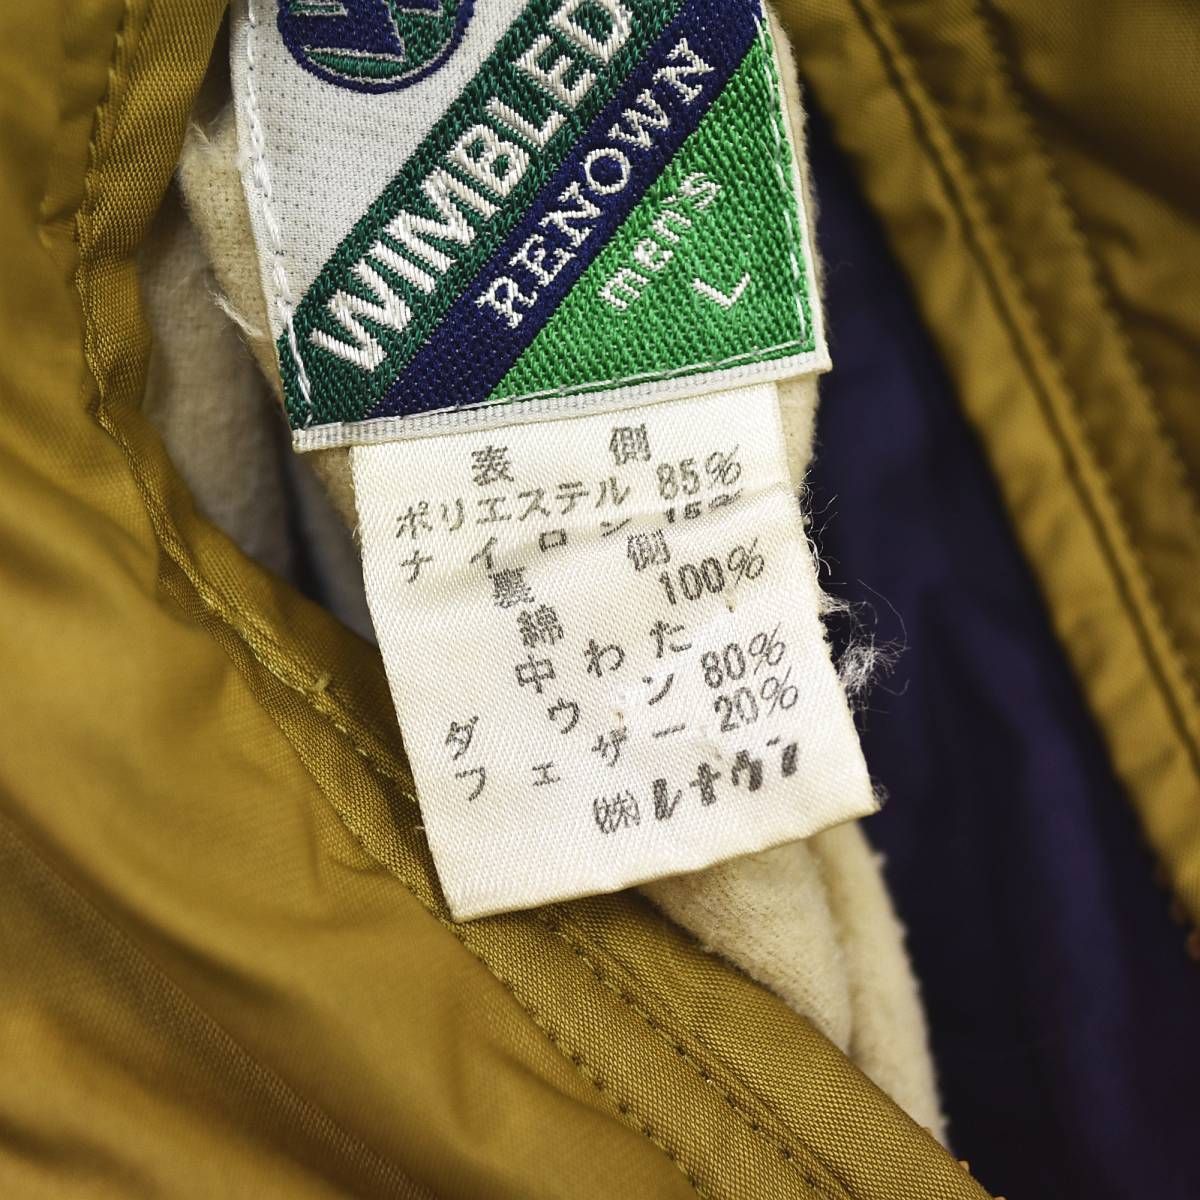 WIMBLED
RENOWN
men's
L
表 側
ポリエステル 85%
ナイロン 15%
裏 側
綿 100%
中わた
ダウン 80%
フェザー 20%
㈱レナウン